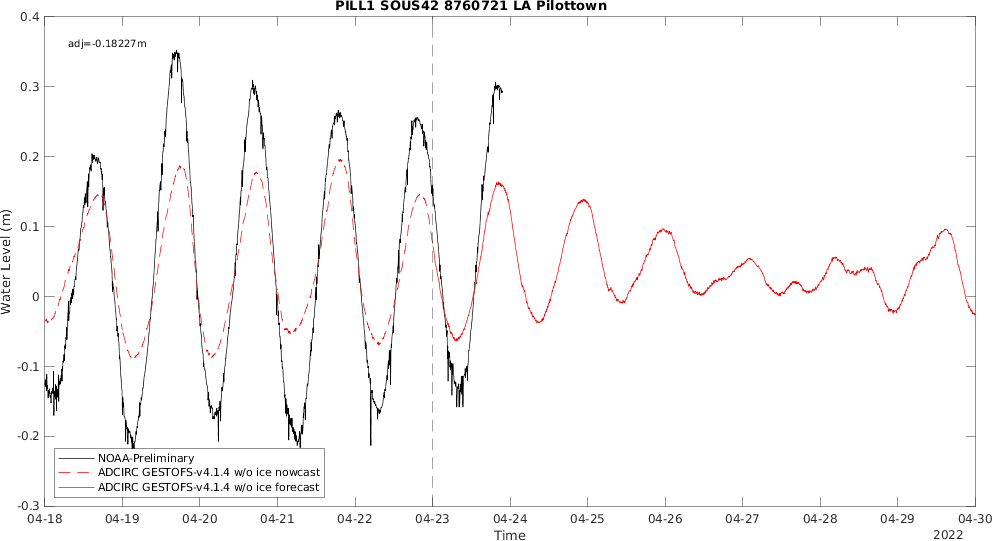 PILL1 SOUS42 8760721 LA Pilottown
adj=-0.18227m
0.4
0.3
0.2
0.1
0
-0.1
-0.2
-0.3
Water Level (m)
NOAA-Preliminary
ADCIRC GESTOFS-v4.1.4 w/o ice nowcast
ADCIRC GESTOFS-v4.1.4 w/o ice forecast
04-18 04-19 04-20 04-21 04-22 04-23 04-24 04-25 04-26 04-27 04-28 04-29 04-30
Time
2022